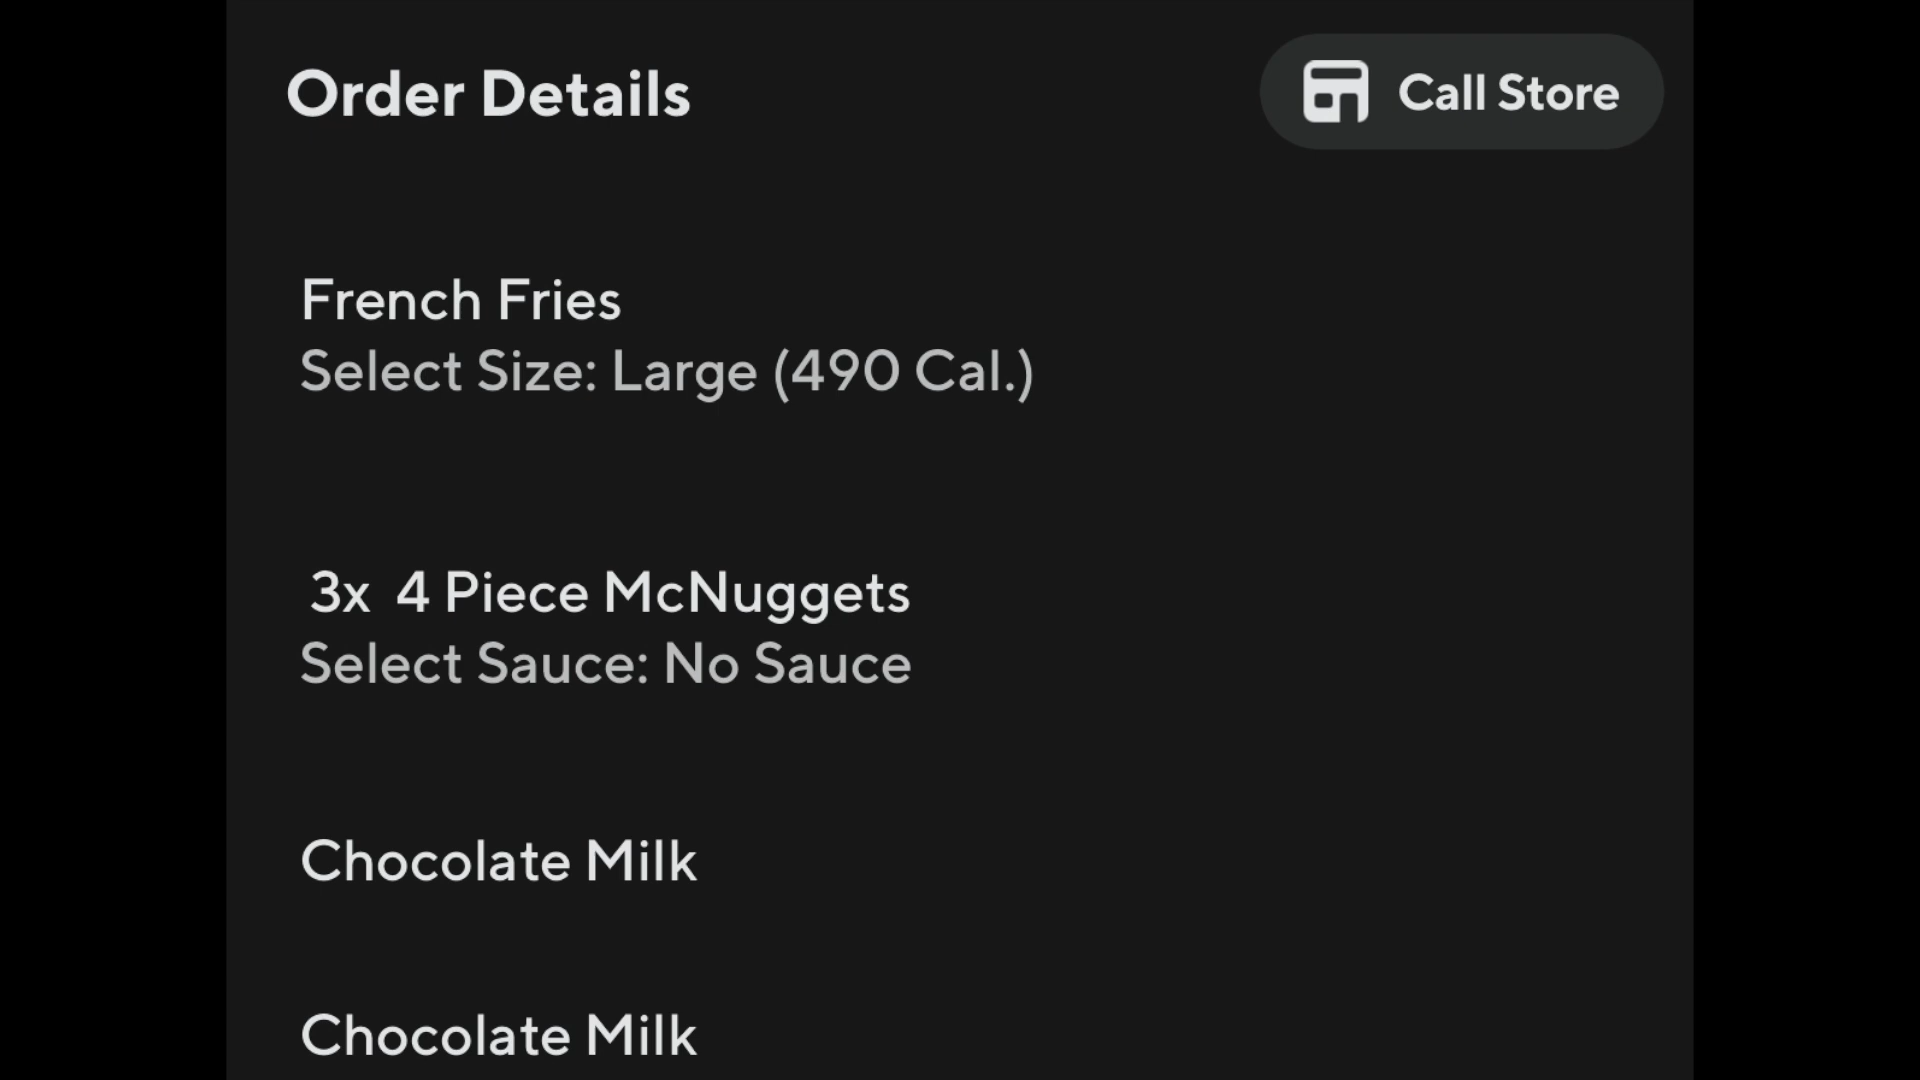 Order Details
Call Store
French Fries
Select Size: Large (490 Cal.)
3x 4 Piece McNuggets
Select Sauce: No Sauce
Chocolate Milk
Chocolate Milk